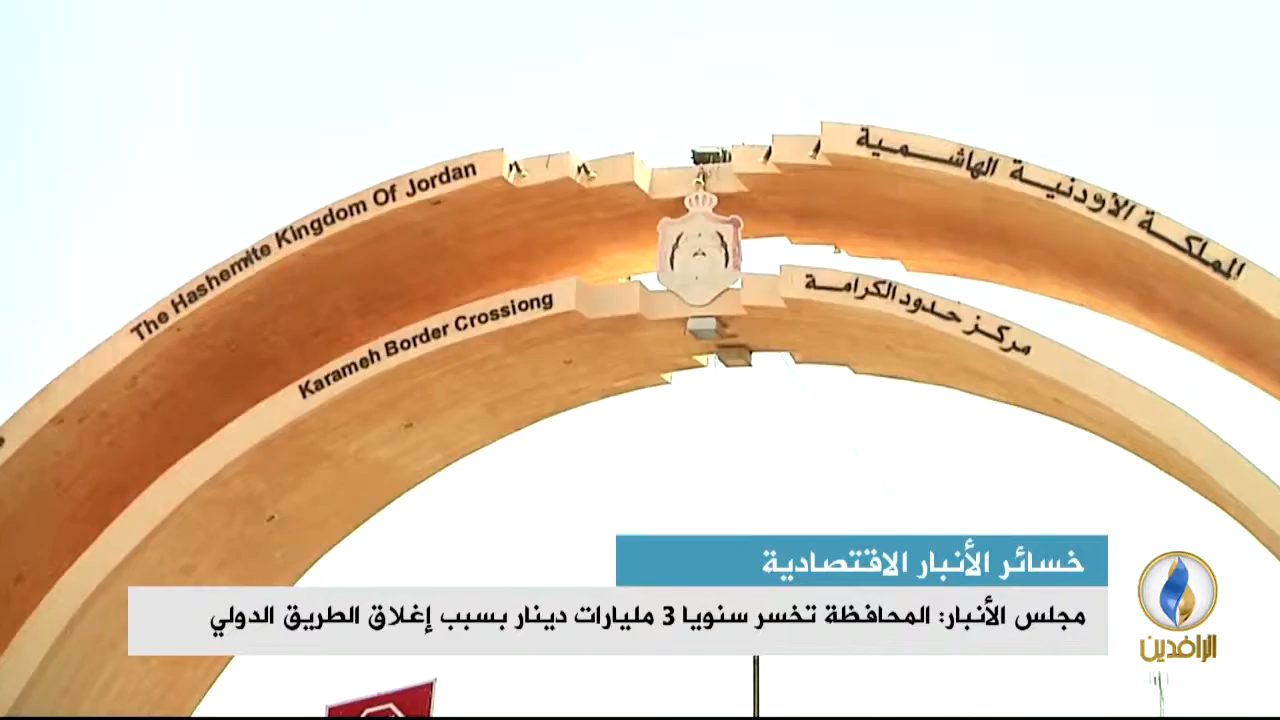 The Hashemite Kingdom Of Jordan
المملكة الأردنية الهاشمية
Karameh Border Crossiong
مركز حدود الكرامة
خسائر الأنبار الاقتصادية
مجلس الأنبار: المحافظة تخسر سنويا 3 مليارات دينار بسبب إغلاق الطريق الدولي
الرافدين